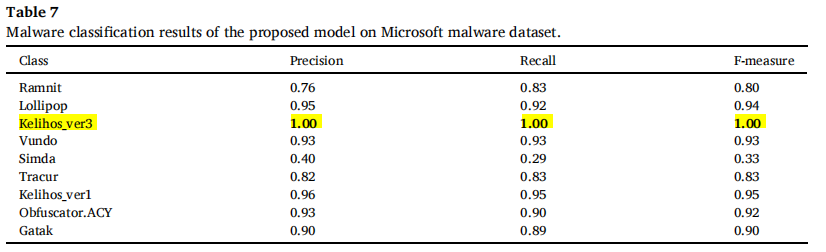 Table 7
Malware classification results of the proposed model on Microsoft malware dataset.
Class Precision Recall F-measure
Ramnit 0.76 0.83 0.80
Lollipop 0.95 0.92 0.94
Kelihos_ver3 1.00 1.00 1.00
Vundo 0.93 0.93 0.93
Simda 0.40 0.29 0.33
Tracur 0.82 0.83 0.83
Kelihos_ver1 0.96 0.95 0.95
Obfuscator.ACY 0.93 0.90 0.92
Gatak 0.90 0.89 0.90